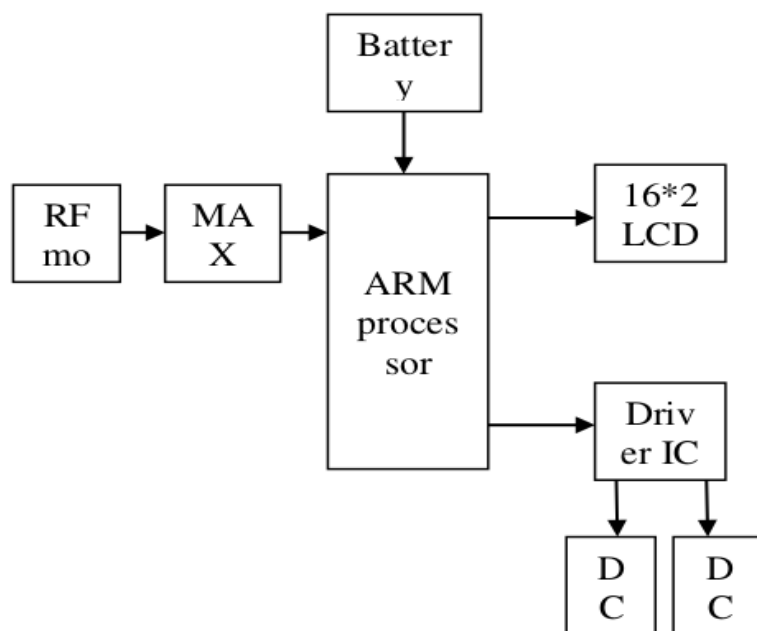 Batter
y
RF
mo
MA
X
ARM
proces
sor
16*2
LCD
Driv
er IC
D
C
D
C